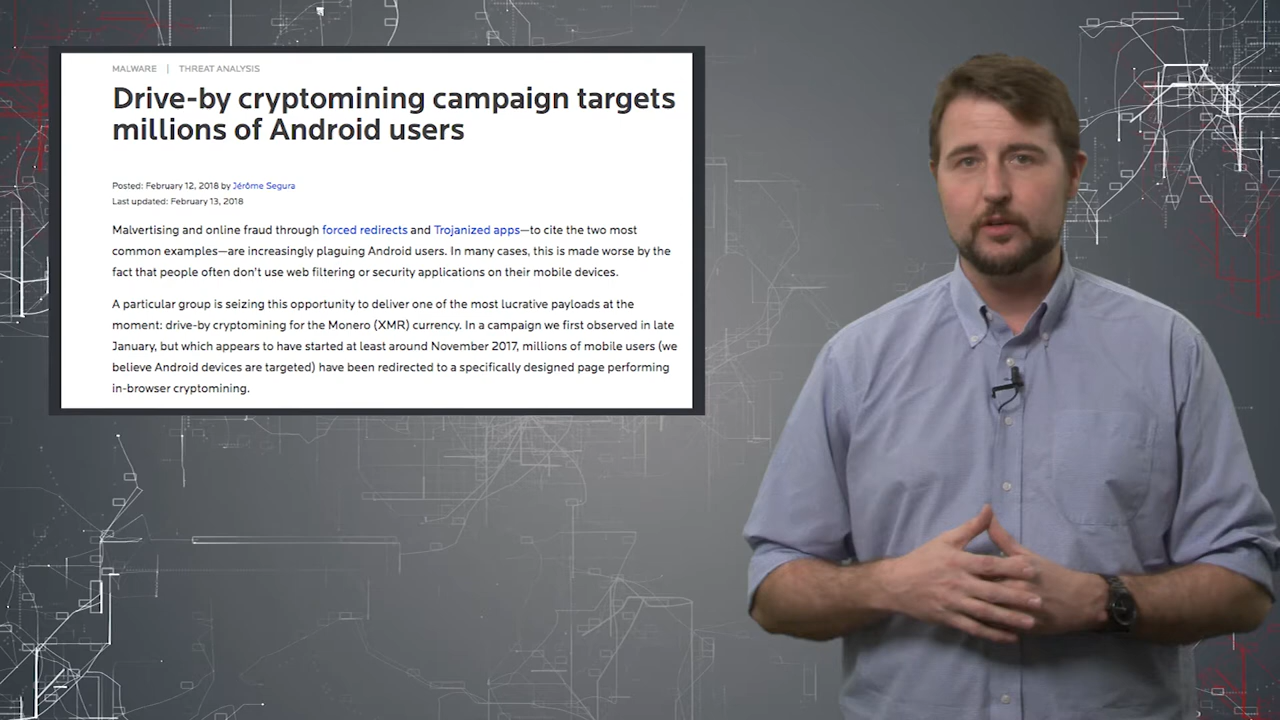 MALWARE | THREAT ANALYSIS
Drive-by cryptomining campaign targets
millions of Android users
Posted: February 12, 2018 by Jérôme Segura
Last updated: February 13, 2018
Malvertising and online fraud through forced redirects and Trojanized apps—to cite the two most
common examples—are increasingly plaguing Android users. In many cases, this is made worse by the
fact that people often don't use web filtering or security applications on their mobile devices.
A particular group is seizing this opportunity to deliver one of the most lucrative payloads at the
moment: drive-by cryptomining for the Monero (XMR) currency. In a campaign we first observed in late
January, but which appears to have started at least around November 2017, millions of mobile users (we
believe Android devices are targeted) have been redirected to a specifically designed page performing
in-browser cryptomining.